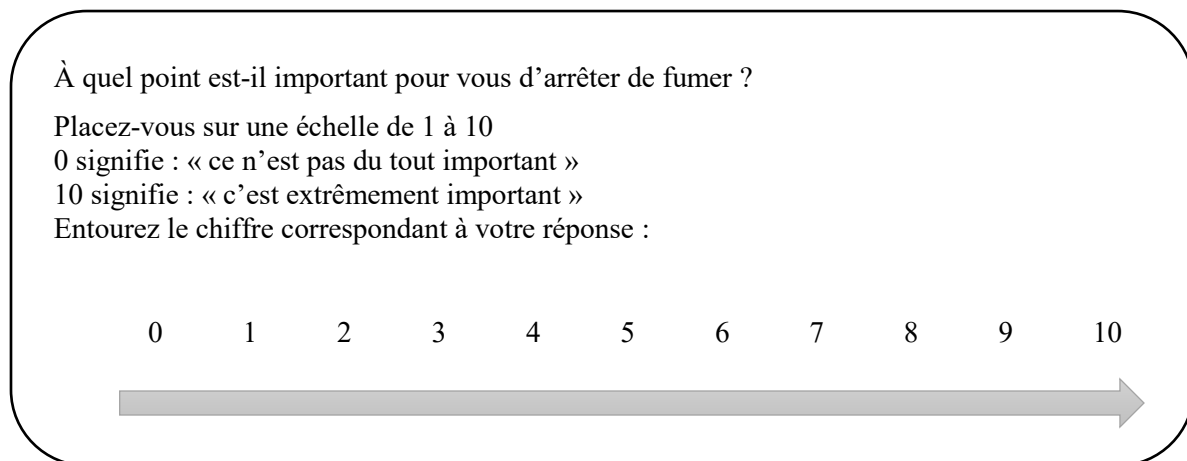 À quel point est-il important pour vous d’arrêter de fumer ?
Placez-vous sur une échelle de 1 à 10
0 signifie : « ce n’est pas du tout important »
10 signifie : « c’est extrêmement important »
Entourez le chiffre correspondant à votre réponse :
0 1 2 3 4 5 6 7 8 9 10